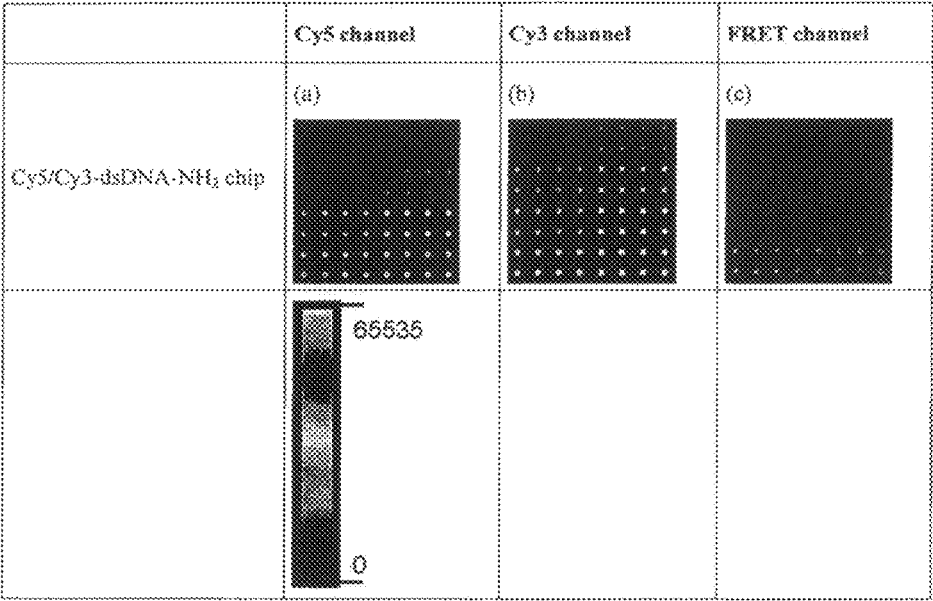 Cy5 channel Cy3 channel FRET channel
(a) (b) (c)
Cy5/Cy3-dsDNA-NH₂ chip
65535
0